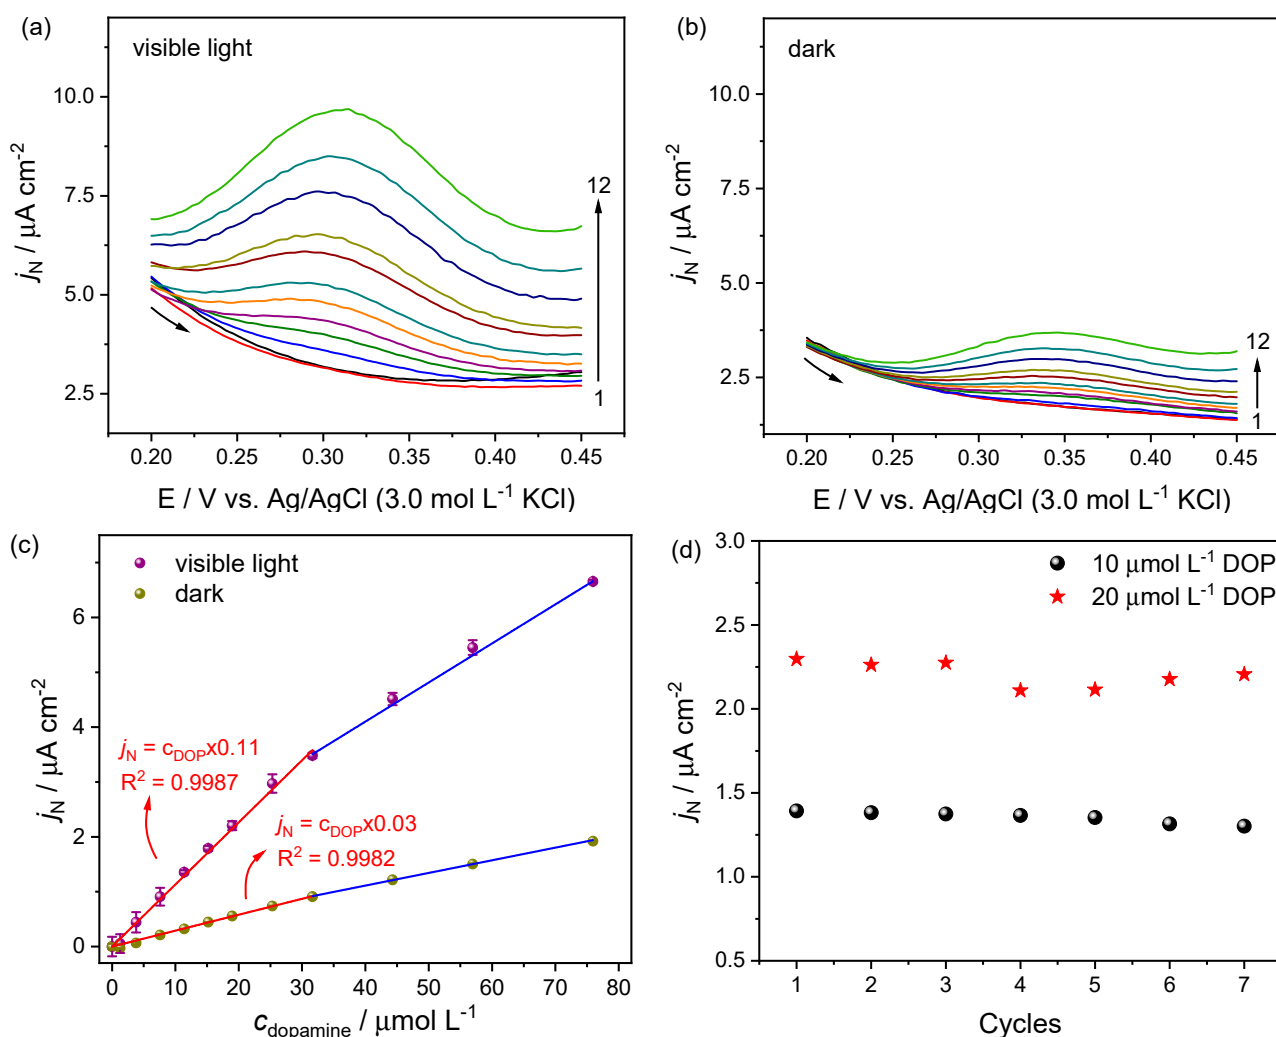 (a)
visible light
10.0
7.5
5.0
2.5
j_N / μA cm⁻²
12
1
0.20 0.25 0.30 0.35 0.40 0.45
E / V vs. Ag/AgCl (3.0 mol L⁻¹ KCl)
(b)
dark
10.0
7.5
5.0
2.5
j_N / μA cm⁻²
12
1
0.20 0.25 0.30 0.35 0.40 0.45
E / V vs. Ag/AgCl (3.0 mol L⁻¹ KCl)
(c)
visible light
dark
6
4
2
0
j_N / μA cm⁻²
j_N = c_DOP x0.11
R² = 0.9987
j_N = c_DOP x0.03
R² = 0.9982
0 10 20 30 40 50 60 70 80
c_dopamine / μmol L⁻¹
(d)
10 μmol L⁻¹ DOP
20 μmol L⁻¹ DOP
3.0
2.5
2.0
1.5
1.0
0.5
j_N / μA cm⁻²
1 2 3 4 5 6 7
Cycles